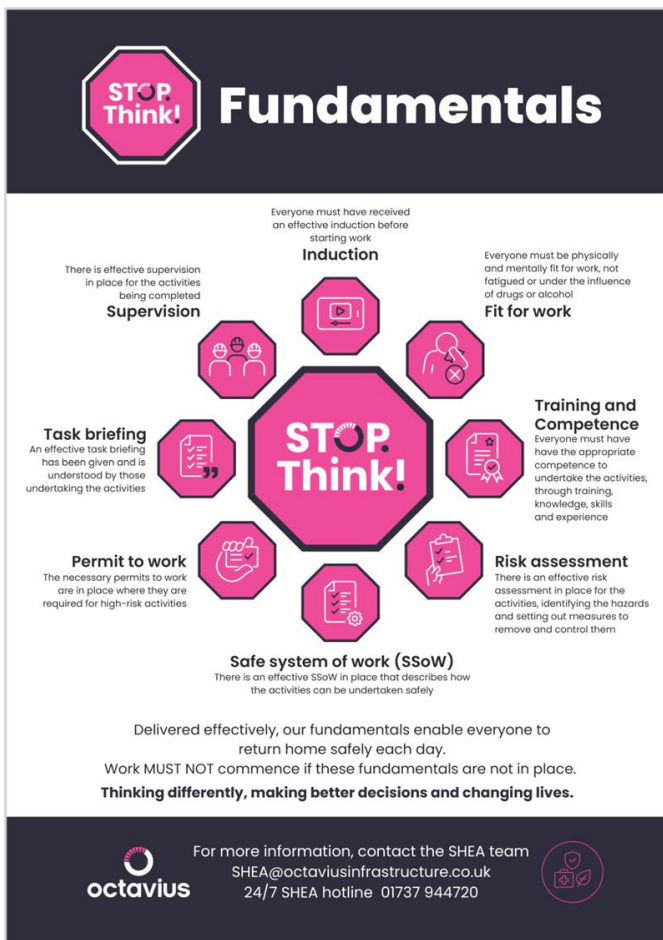 STOP.
Think!
Fundamentals
Everyone must have received
an effective induction before
starting work
Induction
There is effective supervision
in place for the activities
being completed
Supervision
Everyone must be physically
and mentally fit for work, not
fatigued or under the influence
of drugs or alcohol
Fit for work
Task briefing
An effective task briefing
has been given and is
understood by those
undertaking the activities
STOP.
Think!
Training and
Competence
Everyone must have
have the appropriate
competence to
undertake the activities,
through training,
knowledge, skills
and experience
Permit to work
The necessary permits to work
are in place where they are
required for high-risk activities
Risk assessment
There is an effective risk
assessment in place for the
activities, identifying the hazards
and setting out measures to
remove and control them
Safe system of work (SSoW)
There is an effective SSoW in place that describes how
the activities can be undertaken safely
Delivered effectively, our fundamentals enable everyone to
return home safely each day.
Work MUST NOT commence if these fundamentals are not in place.
Thinking differently, making better decisions and changing lives.
octavius
For more information, contact the SHEA team
SHEA@octaviusinfrastructure.co.uk
24/7 SHEA hotline 01737 944720